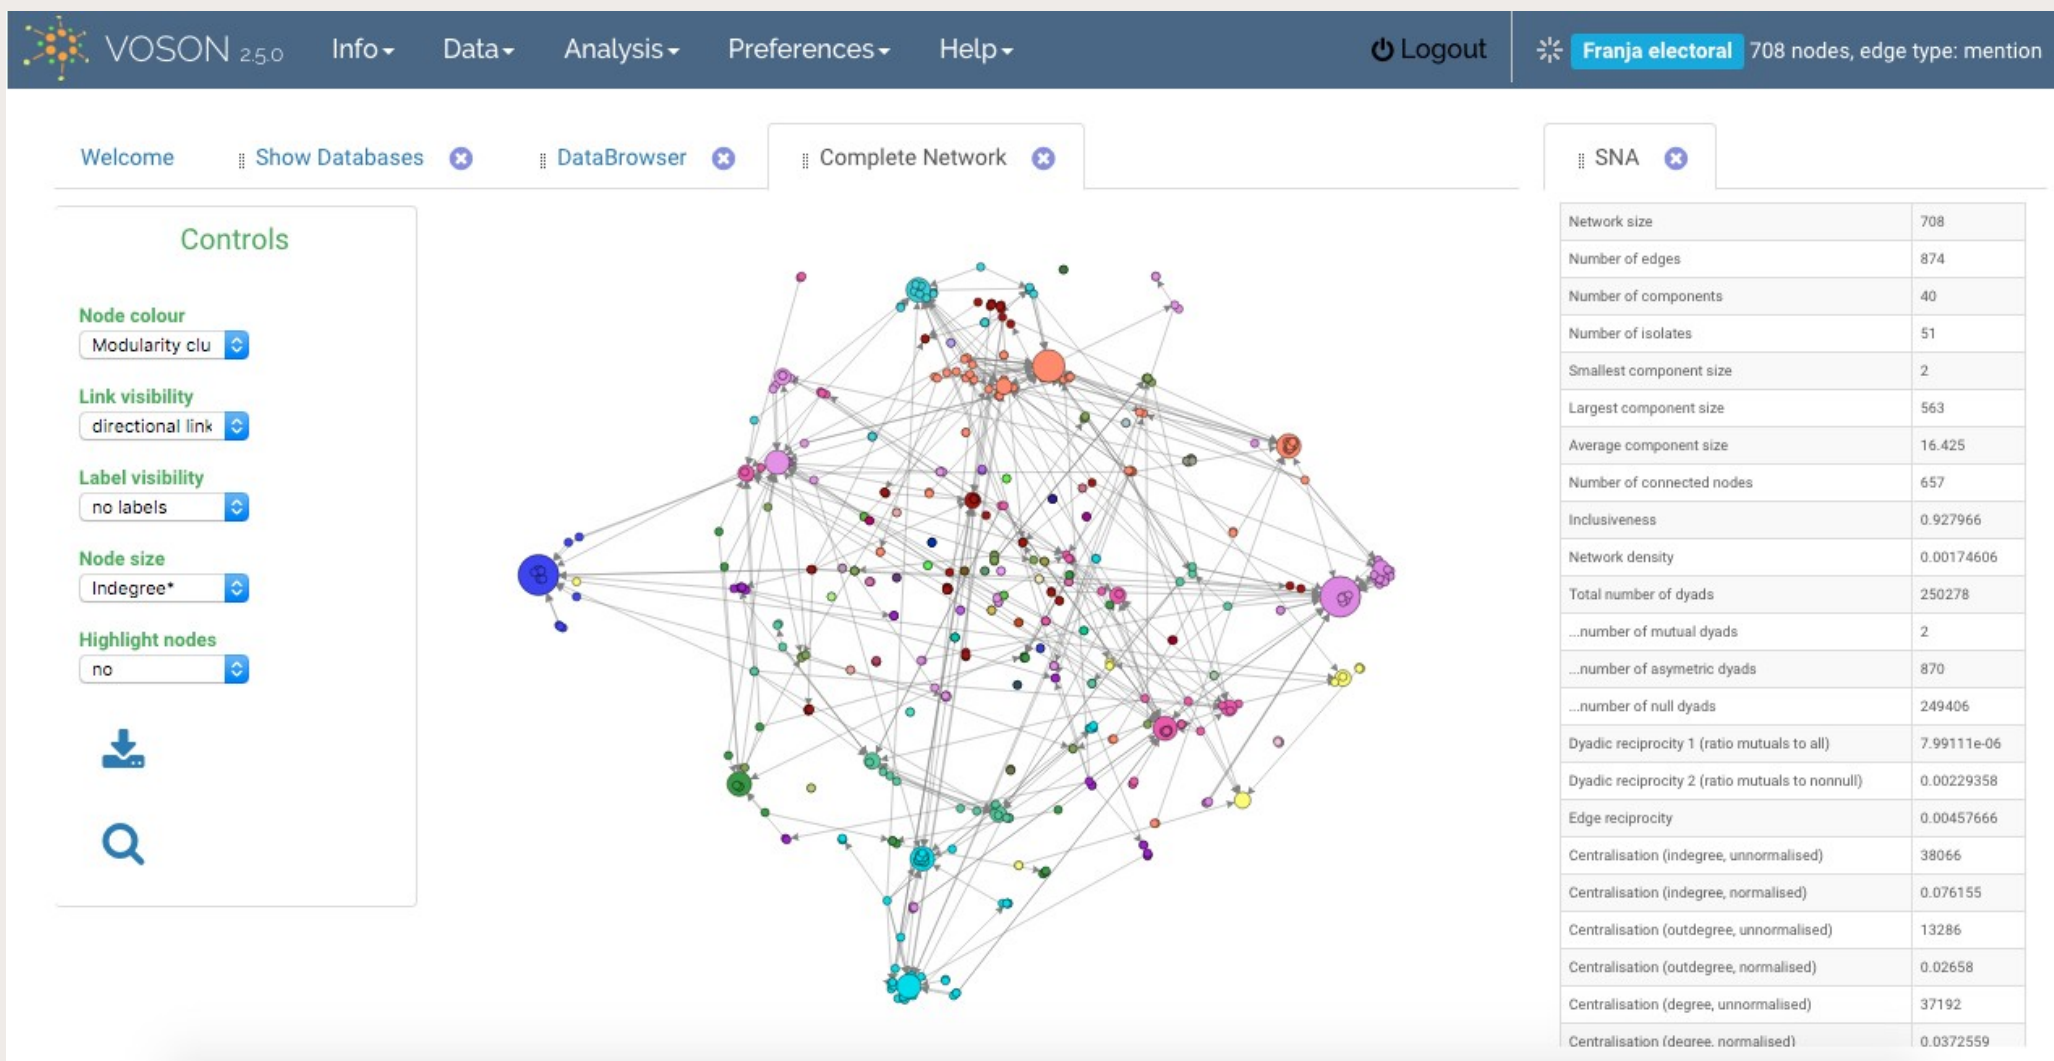 VOSON 2.5.0 Info Data Analysis Preferences Help Logout Franja electoral 708 nodes, edge type: mention
Welcome Show Databases DataBrowser Complete Network SNA
Controls
Node colour
Modularity clu
Link visibility
directional link
Label visibility
no labels
Node size
Indegree*
Highlight nodes
no
Network size 708
Number of edges 874
Number of components 40
Number of isolates 51
Smallest component size 2
Largest component size 563
Average component size 16.425
Number of connected nodes 657
Inclusiveness 0.927966
Network density 0.00174606
Total number of dyads 250278
...number of mutual dyads 2
...number of asymetric dyads 870
...number of null dyads 249406
Dyadic reciprocity 1 (ratio mutuals to all) 7.99111e-06
Dyadic reciprocity 2 (ratio mutuals to nonnull) 0.00229358
Edge reciprocity 0.00457666
Centralisation (indegree, unnormalised) 38066
Centralisation (indegree, normalised) 0.076155
Centralisation (outdegree, unnormalised) 13286
Centralisation (outdegree, normalised) 0.02658
Centralisation (degree, unnormalised) 37192
Centralisation (degree, normalised) 0.0372559